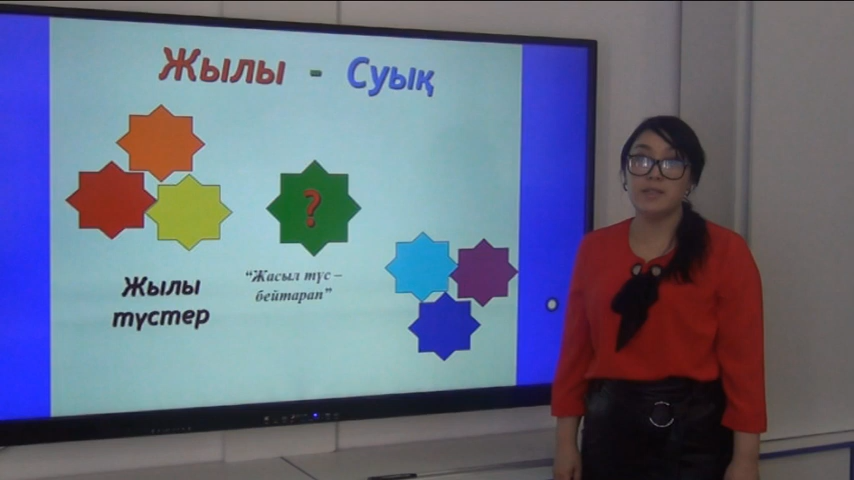 Жылы - Суық
?
Жылы
түстер
“Жасыл түс –
бейтарап”